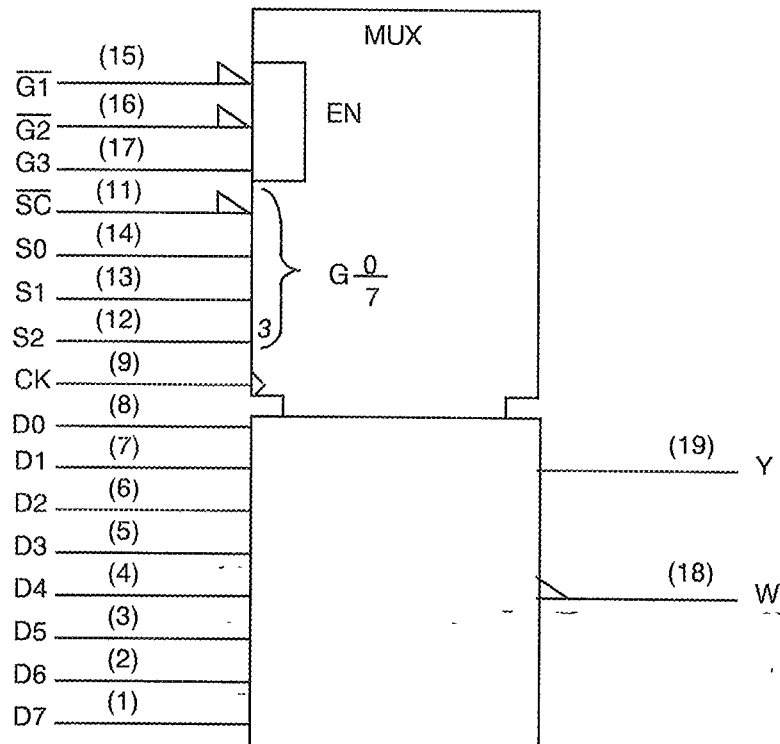 MUX
G1 (15)
EN
G2 (16)
G3 (17)
SC (11)
S0 (14)
G 0/7
S1 (13)
S2 (12) 3
CK (9)
D0 (8)
D1 (7)
(19) Y
D2 (6)
D3 (5)
D4 (4)
(18) W
D5 (3)
D6 (2)
D7 (1)